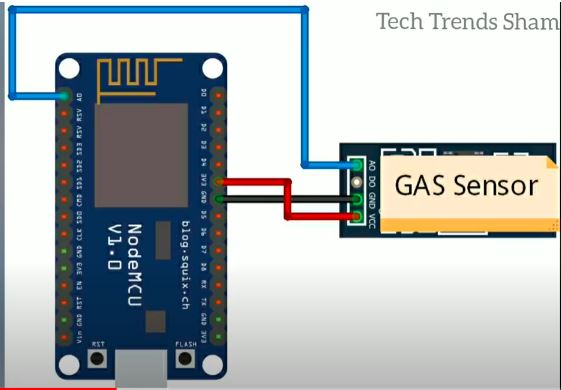 Tech Trends Sham
A0
RSV
RSV
SD3
SD2
SD1
CMD
SD0
CLK
GND
3V3
EN
RST
GND
Vin
D0
D1
D2
D3
D4
3V3
GND
D5
D6
D7
D8
RX
TX
GND
3V3
NodeMCU
V1.0
blog.squix.ch
RST
FLASH
AO
DO
GND
VCC
GAS Sensor